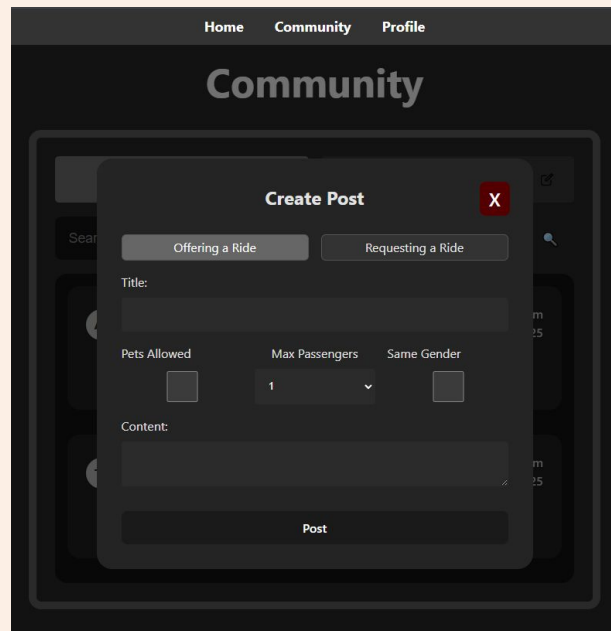 Home Community Profile
Community
Create Post
X
Offering a Ride Requesting a Ride
Title:
Pets Allowed Max Passengers Same Gender
1
Content:
Post